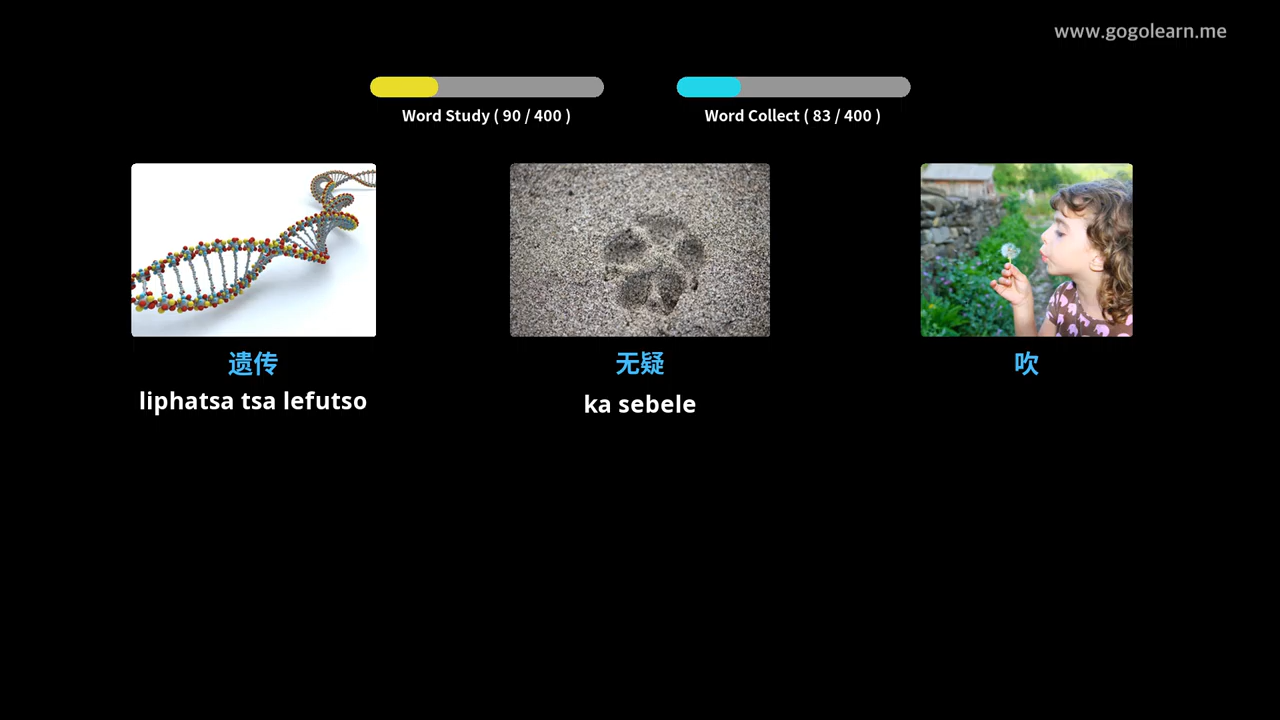 www.gogolearn.me
Word Study ( 90 / 400 )
Word Collect ( 83 / 400 )
遗传
liphatsa tsa lefutso
无疑
ka sebele
吹